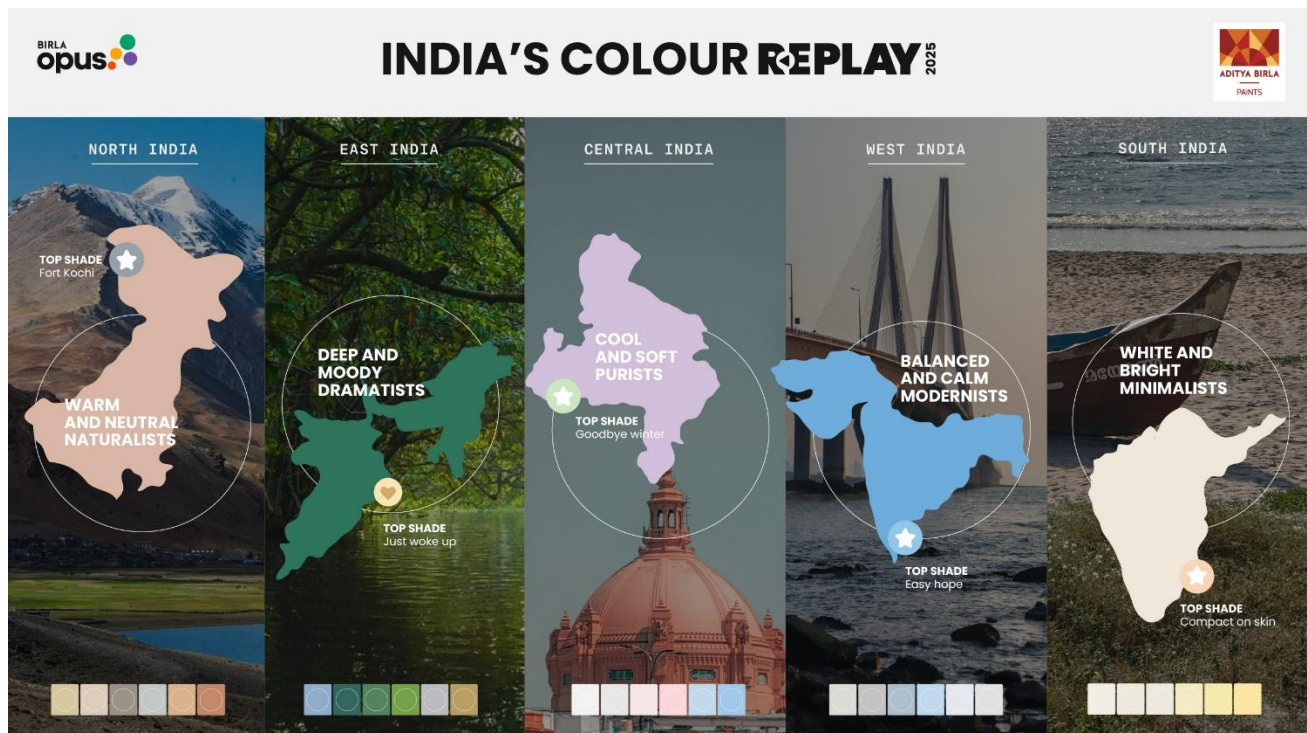 BIRLA
opus
INDIA'S COLOUR REPLAY 2025
ADITYA BIRLA
PAINTS
NORTH INDIA
TOP SHADE
Fort Kochi
WARM
AND NEUTRAL
NATURALISTS
EAST INDIA
DEEP AND
MOODY
DRAMATISTS
TOP SHADE
Just woke up
CENTRAL INDIA
COOL
AND SOFT
PURISTS
TOP SHADE
Goodbye winter
WEST INDIA
BALANCED
AND CALM
MODERNISTS
TOP SHADE
Easy hope
SOUTH INDIA
WHITE AND
BRIGHT
MINIMALISTS
TOP SHADE
Compact on skin